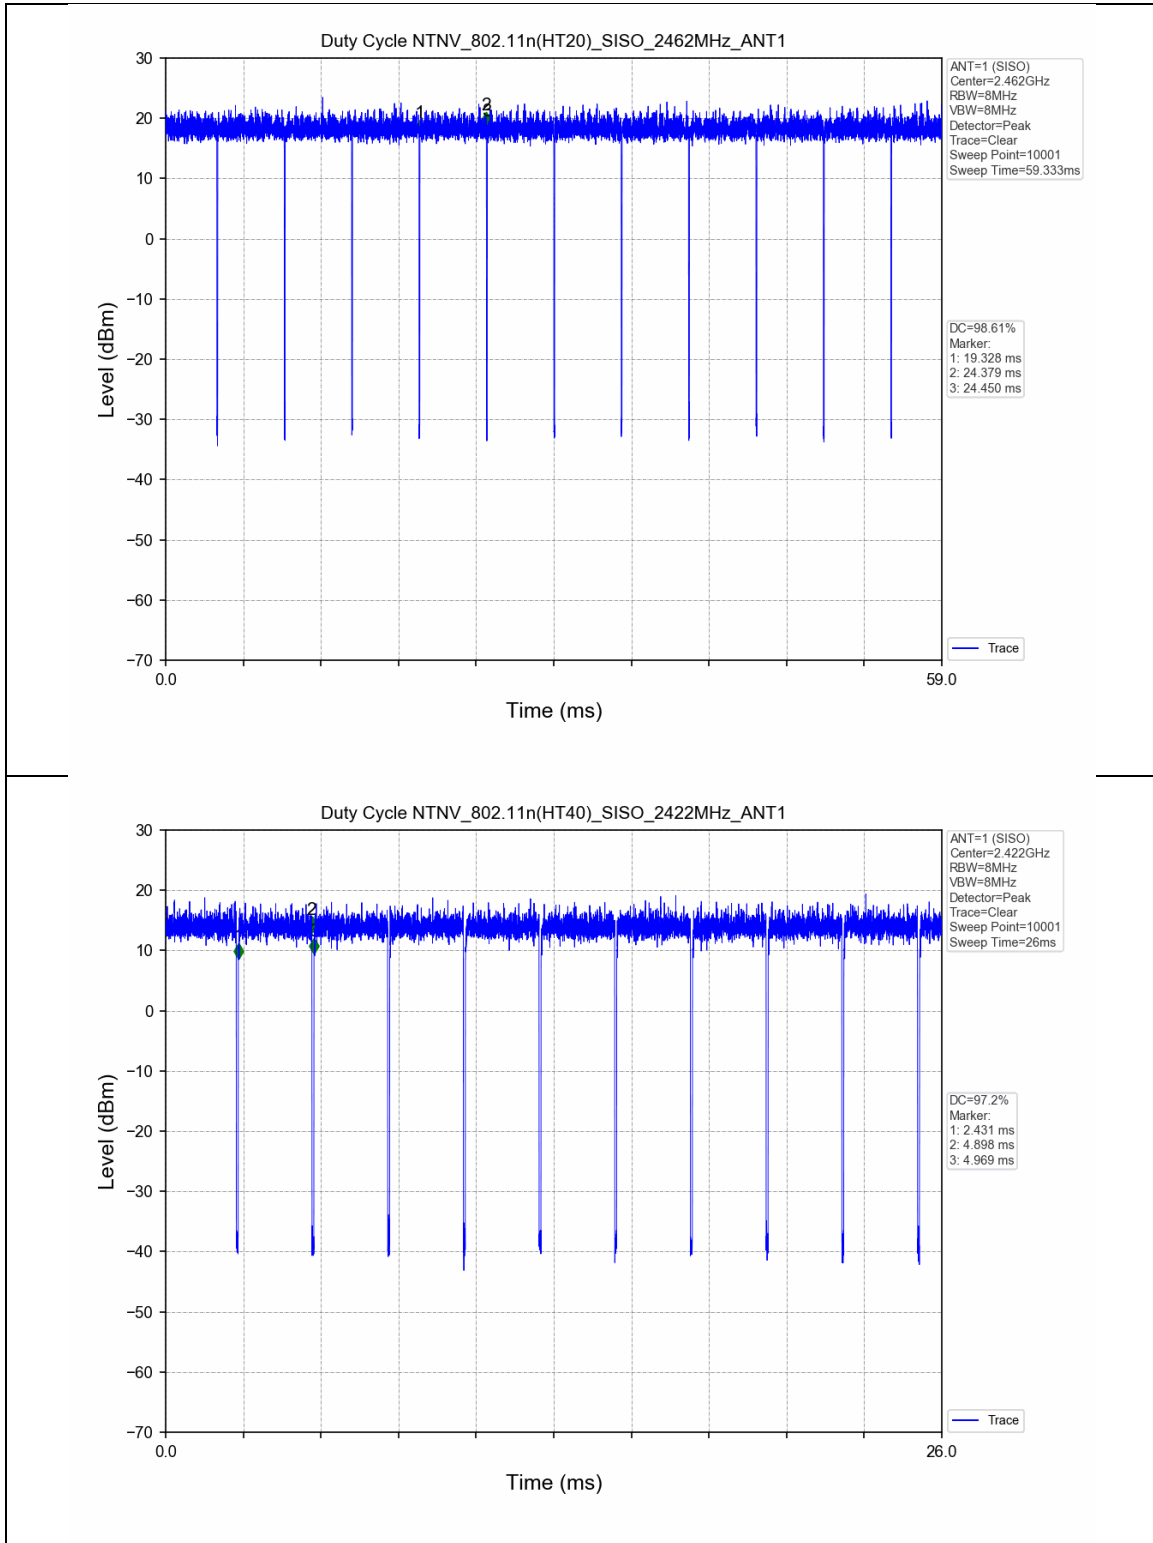 Duty Cycle NTNV_802.11n(HT20)_SISO_2462MHz_ANT1
30
20
10
0
−10
−20
−30
−40
−50
−60
−70
Level (dBm)
1
2
3
0.0
59.0
Time (ms)
ANT=1 (SISO)
Center=2.462GHz
RBW=8MHz
VBW=8MHz
Detector=Peak
Trace=Clear
Sweep Point=10001
Sweep Time=59.333ms
DC=98.61%
Marker:
1: 19.328 ms
2: 24.379 ms
3: 24.450 ms
Trace
Duty Cycle NTNV_802.11n(HT40)_SISO_2422MHz_ANT1
30
20
10
0
−10
−20
−30
−40
−50
−60
−70
Level (dBm)
2
0.0
26.0
Time (ms)
ANT=1 (SISO)
Center=2.422GHz
RBW=8MHz
VBW=8MHz
Detector=Peak
Trace=Clear
Sweep Point=10001
Sweep Time=26ms
DC=97.2%
Marker:
1: 2.431 ms
2: 4.898 ms
3: 4.969 ms
Trace